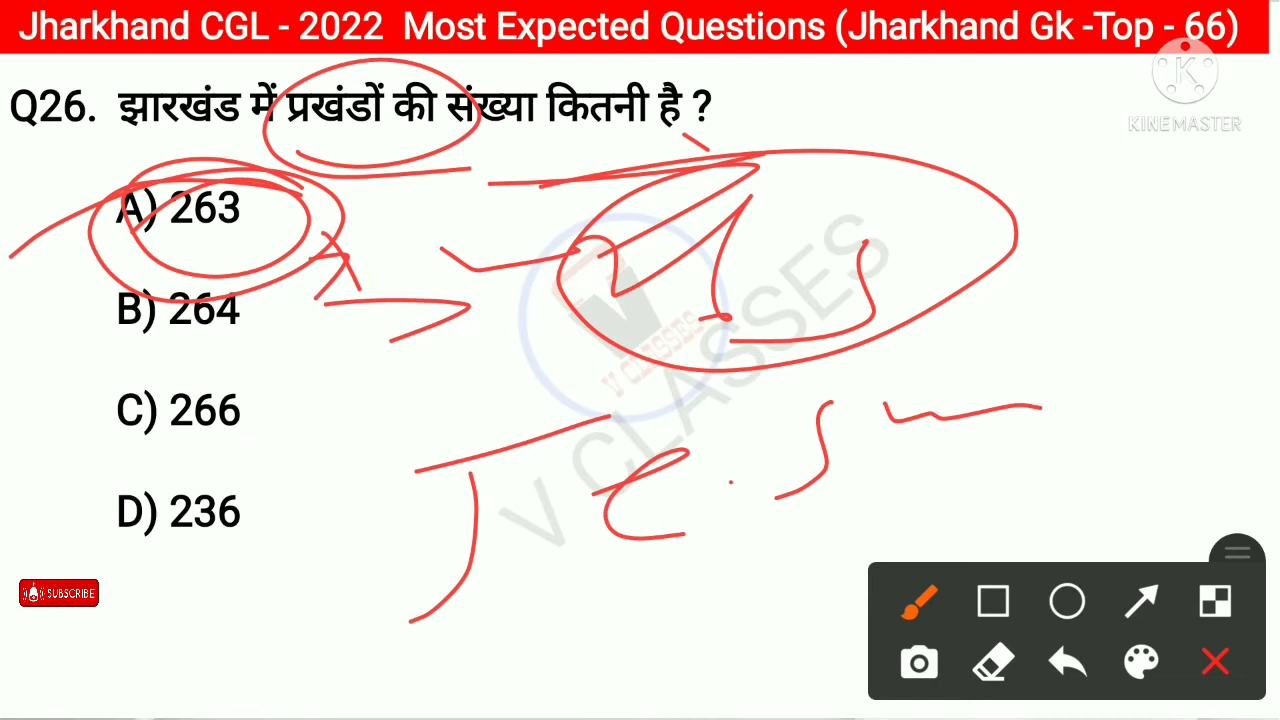 Jharkhand CGL - 2022 Most Expected Questions (Jharkhand Gk -Top - 66)
KINEMASTER
Q26. झारखंड में प्रखंडों की संख्या कितनी है ?
A) 263
B) 264
C) 266
D) 236
V CLASSES
V CLASSES
SUBSCRIBE